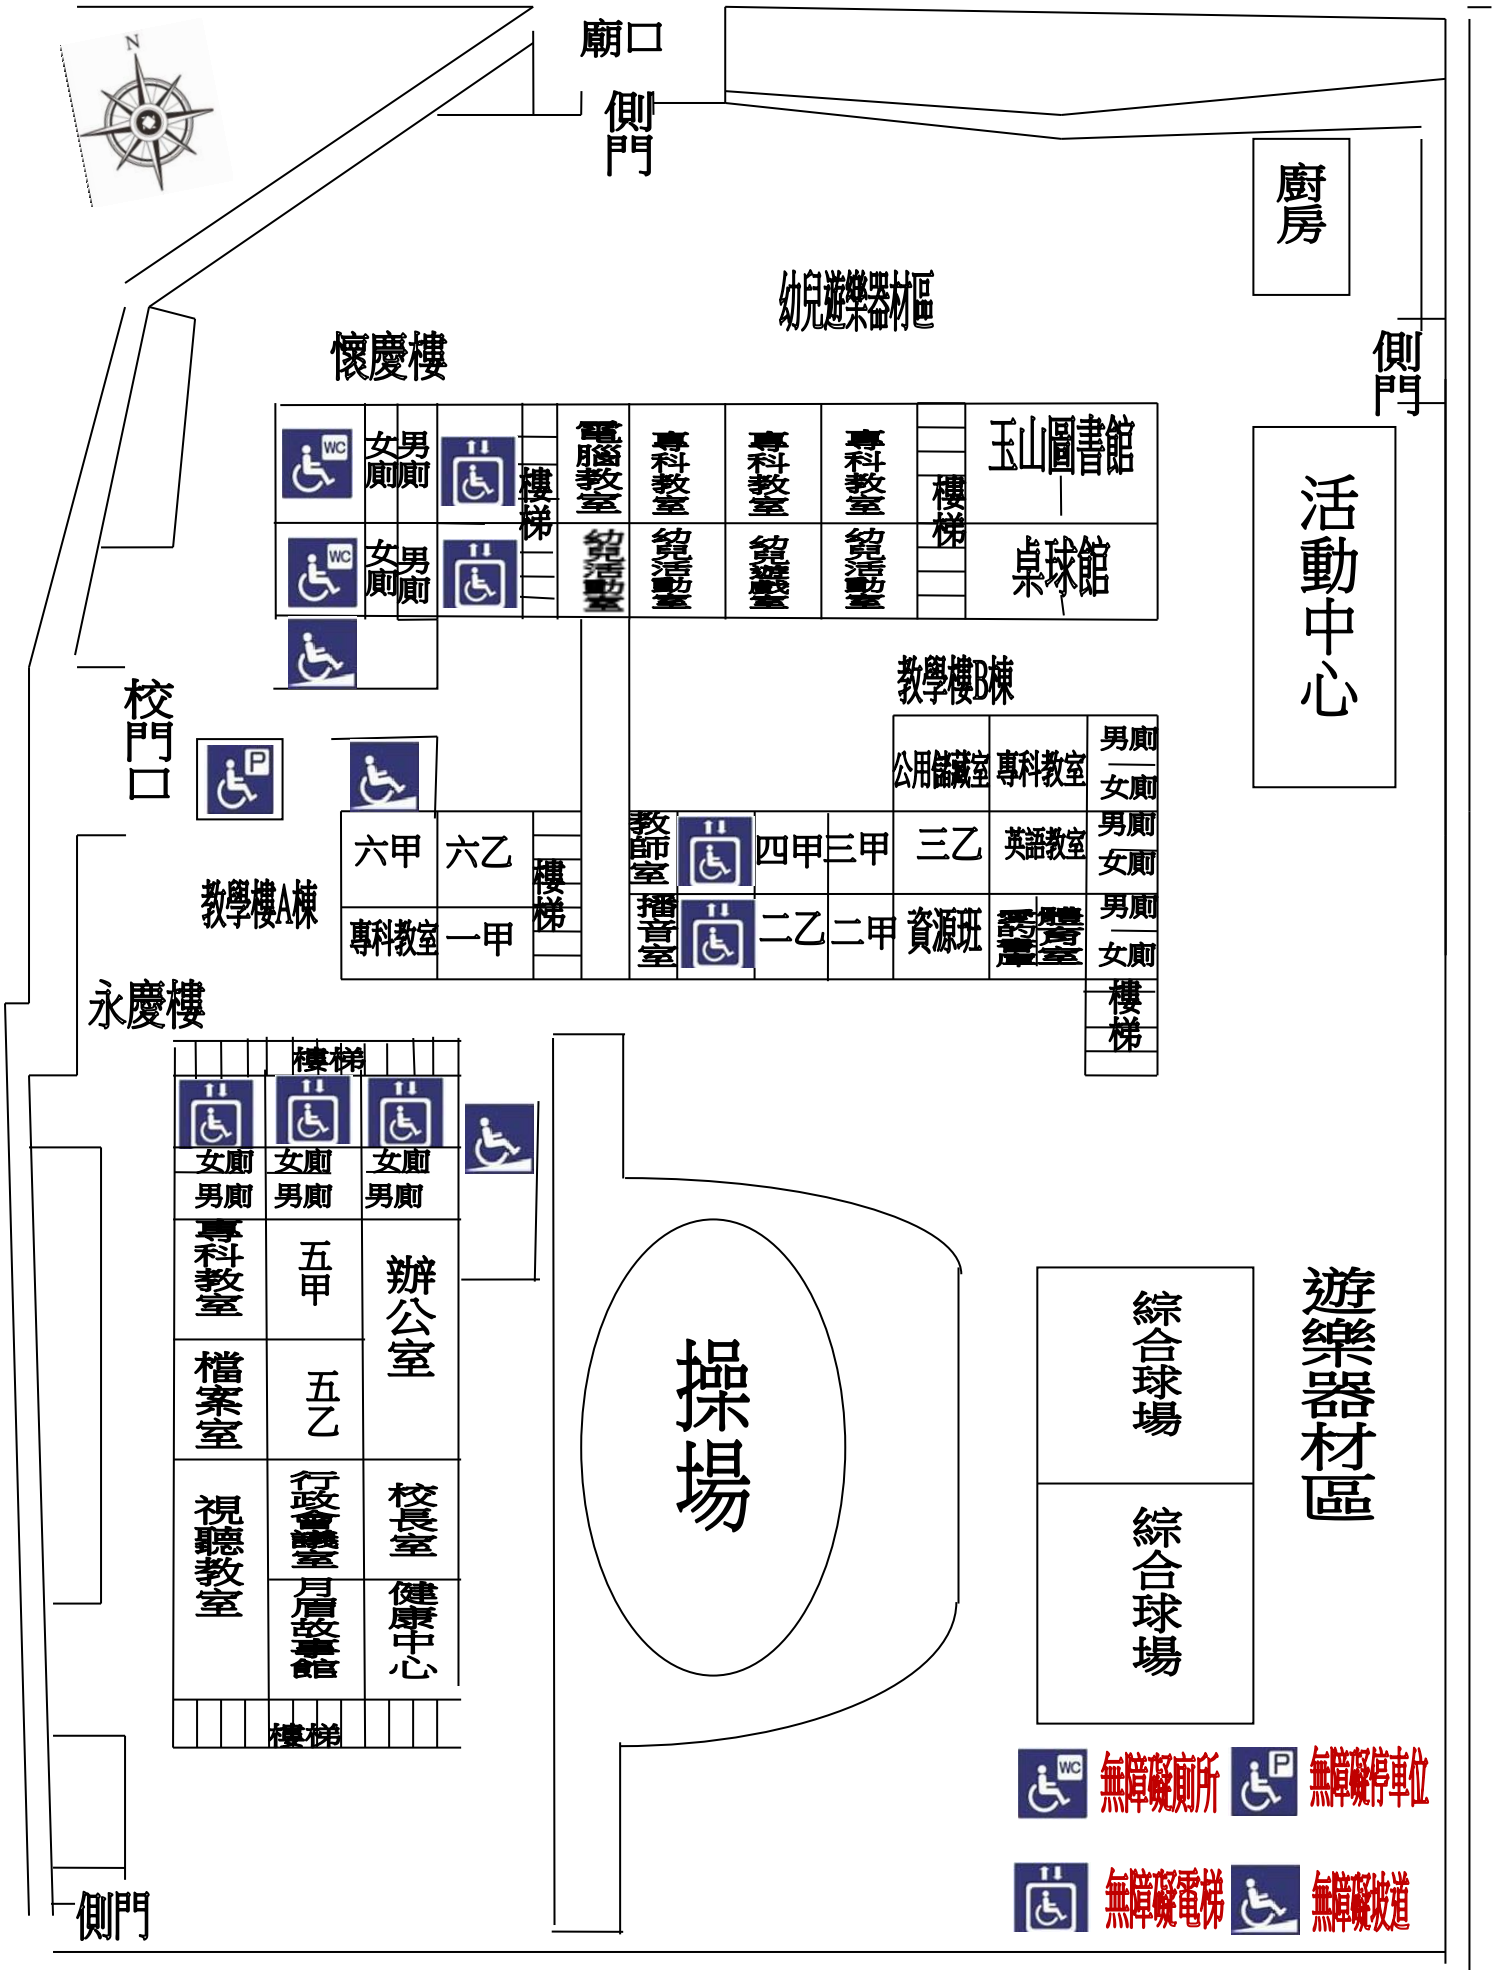 N
廟口
側門
廚房
幼兒遊樂器材區
懷慶樓
側門
WC
女廁
男廁
樓梯
電腦教室
專科教室
專科教室
專科教室
樓梯
玉山圖書館
WC
女廁
男廁
幼兒活動室
幼兒活動室
幼兒遊戲室
幼兒活動室
桌球館
活動中心
校門口
P
教學樓B棟
公用儲藏室
專科教室
男廁
女廁
六甲
六乙
樓梯
教師室
四甲
三甲
三乙
英語教室
男廁
女廁
教學樓A棟
專科教室
一甲
播音室
二乙
二甲
資源班
體育室
男廁
女廁
樓梯
永慶樓
樓梯
女廁
女廁
女廁
男廁
男廁
男廁
專科教室
五甲
辦公室
檔案室
五乙
視聽教室
行政會議室
校長室
月眉故事館
健康中心
樓梯
操場
綜合球場
綜合球場
遊樂器材區
WC
無障礙廁所
P
無障礙停車位
無障礙電梯
無障礙坡道
側門